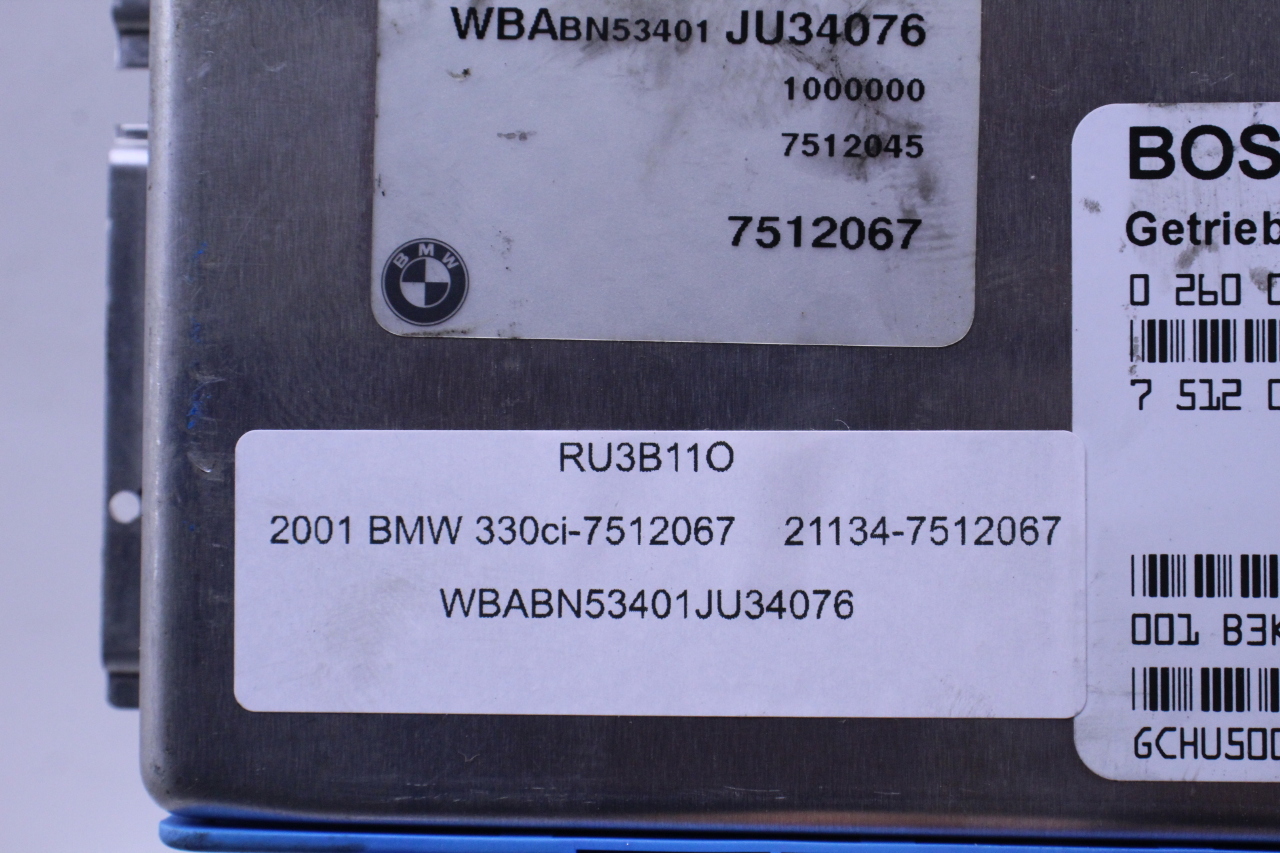 WBABN53401 JU34076
1000000
7512045
7512067
BMW
BOS
Getrieb
0 260 0
7 512 0
RU3B11O
2001 BMW 330ci-7512067 21134-7512067
WBABN53401JU34076
001 B3K
GCHU500